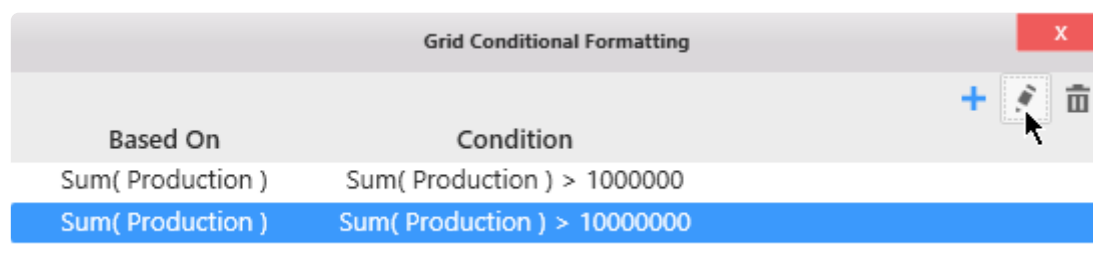 Grid Conditional Formatting
x
Based On Condition
Sum( Production ) Sum( Production ) > 1000000
Sum( Production ) Sum( Production ) > 10000000